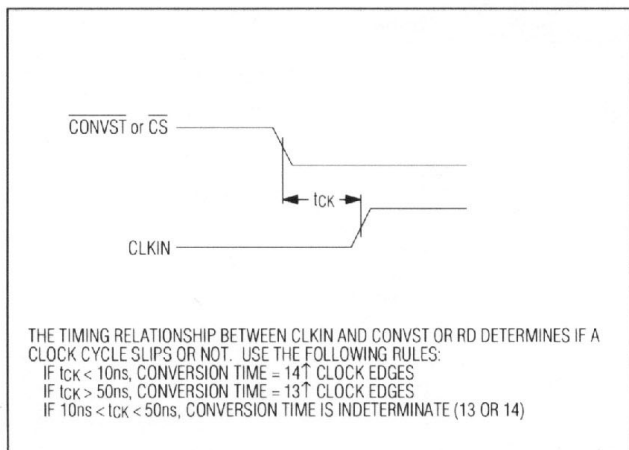 CONVST or CS
tCK
CLKIN
THE TIMING RELATIONSHIP BETWEEN CLKIN AND CONVST OR RD DETERMINES IF A
CLOCK CYCLE SLIPS OR NOT. USE THE FOLLOWING RULES:
IF tCK < 10ns, CONVERSION TIME = 14↑ CLOCK EDGES
IF tCK > 50ns, CONVERSION TIME = 13↑ CLOCK EDGES
IF 10ns < tCK < 50ns, CONVERSION TIME IS INDETERMINATE (13 OR 14)